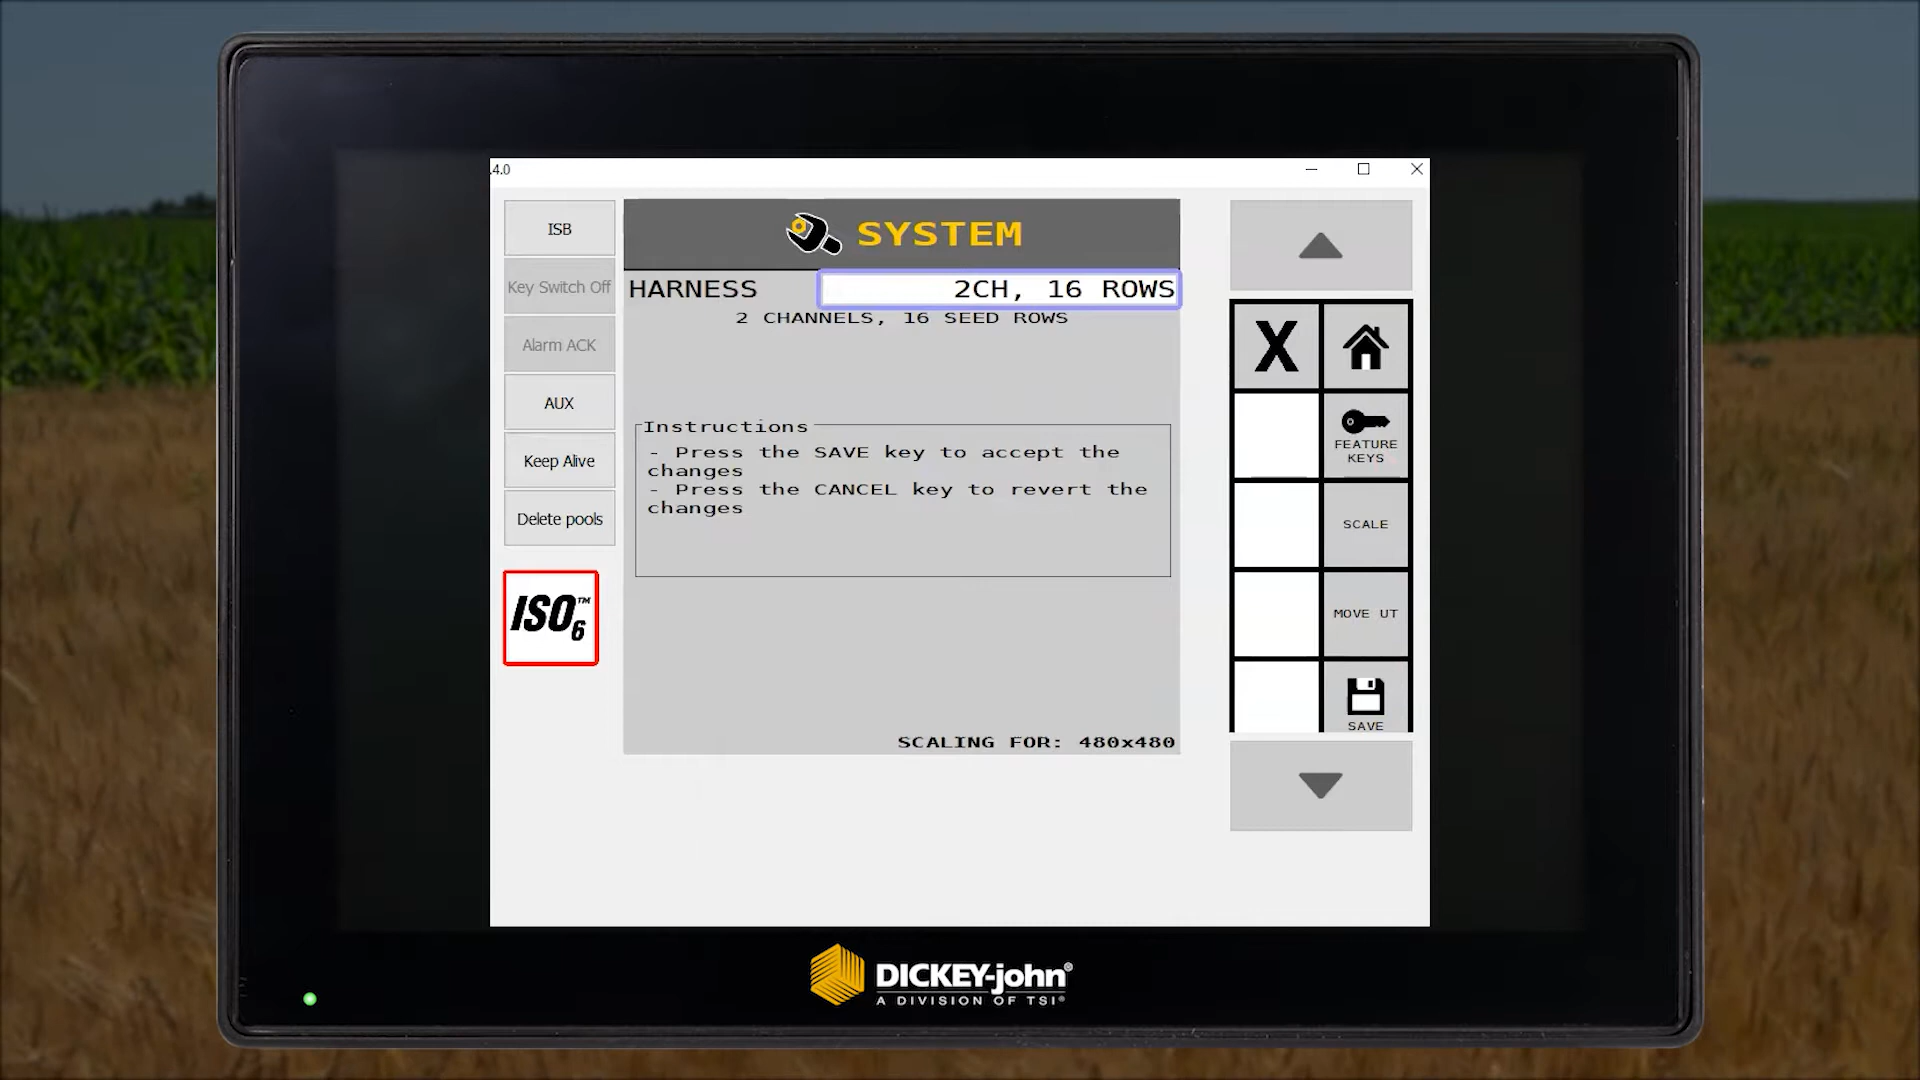 .4.0
ISB
Key Switch Off
Alarm ACK
AUX
Keep Alive
Delete pools
ISO6™
SYSTEM
HARNESS 2CH, 16 ROWS
2 CHANNELS, 16 SEED ROWS
Instructions
- Press the SAVE key to accept the
changes
- Press the CANCEL key to revert the
changes
SCALING FOR: 480x480
X
FEATURE
KEYS
SCALE
MOVE UT
SAVE
DICKEY-john®
A DIVISION OF TSI®